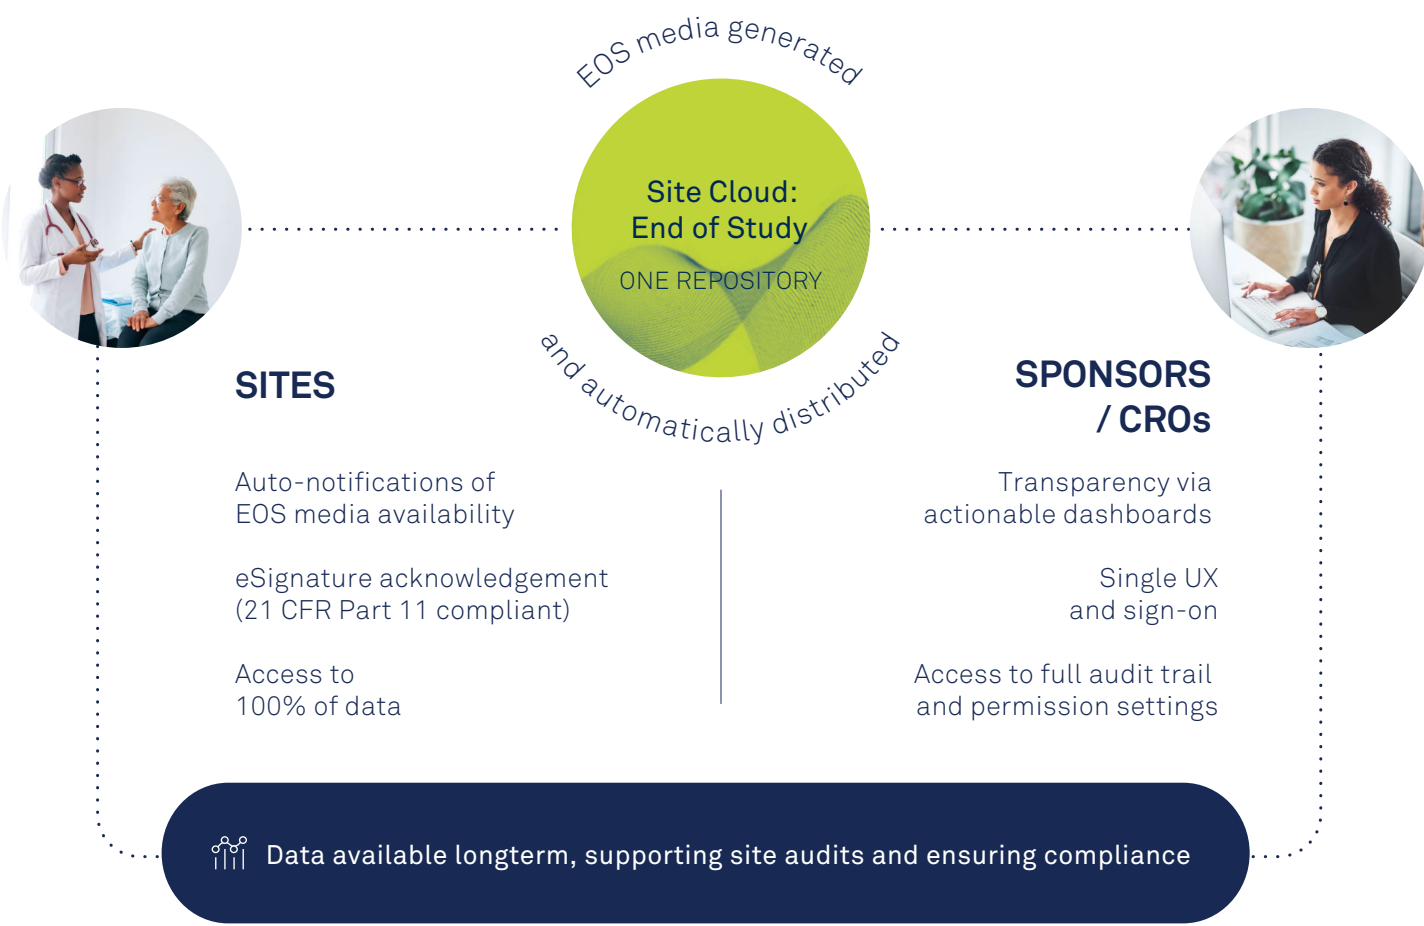 EOS media generated
Site Cloud:
End of Study
ONE REPOSITORY
and automatically distributed
SITES
Auto-notifications of
EOS media availability
eSignature acknowledgement
(21 CFR Part 11 compliant)
Access to
100% of data
SPONSORS
/ CROs
Transparency via
actionable dashboards
Single UX
and sign-on
Access to full audit trail
and permission settings
Data available longterm, supporting site audits and ensuring compliance